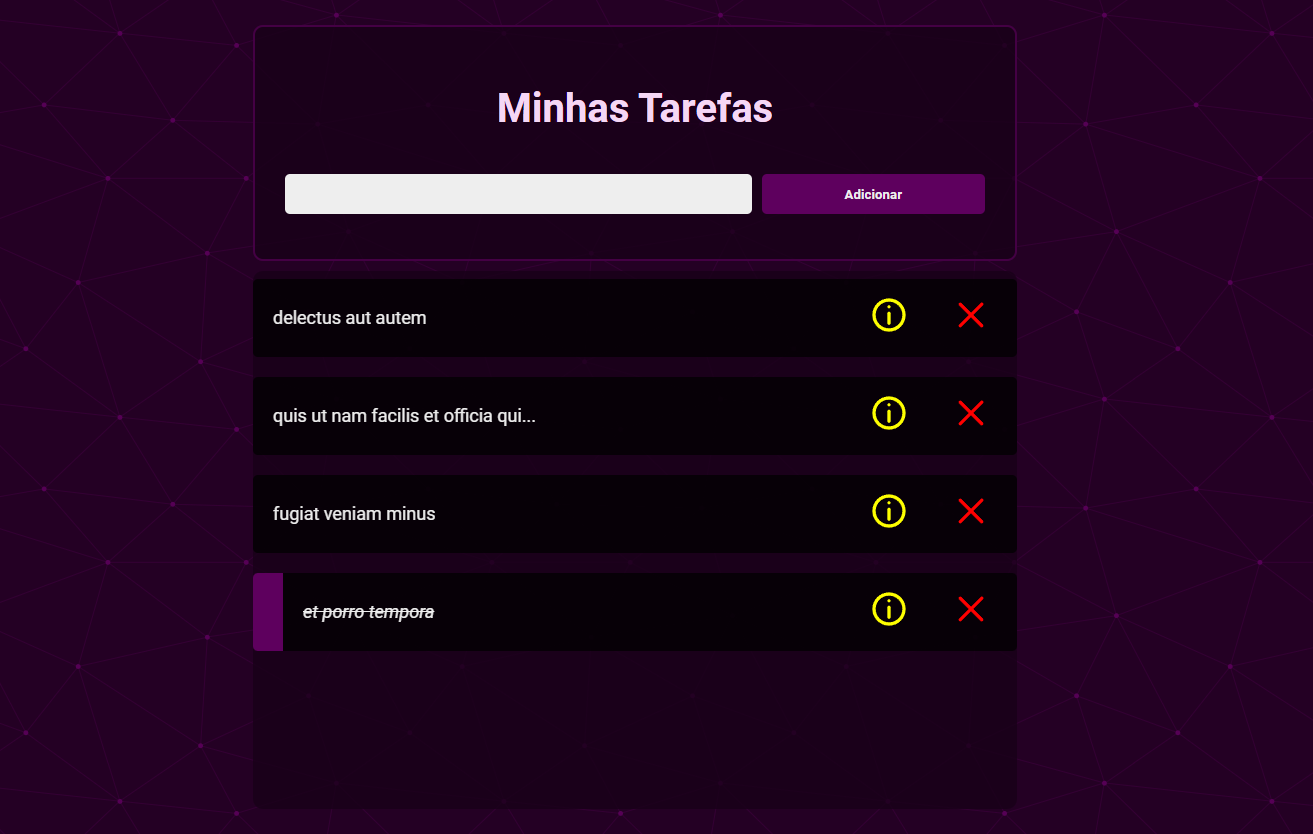 Minhas Tarefas
Adicionar
delectus aut autem
quis ut nam facilis et officia qui...
fugiat veniam minus
et porro tempora